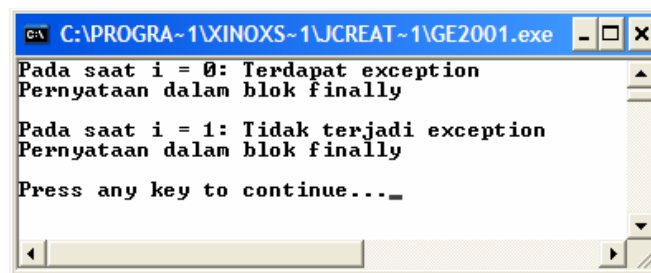 C:\PROGRA~1\XINOXS~1\JCREAT~1\GE2001.exe
Pada saat i = 0: Terdapat exception
Pernyataan dalam blok finally
Pada saat i = 1: Tidak terjadi exception
Pernyataan dalam blok finally
Press any key to continue..._